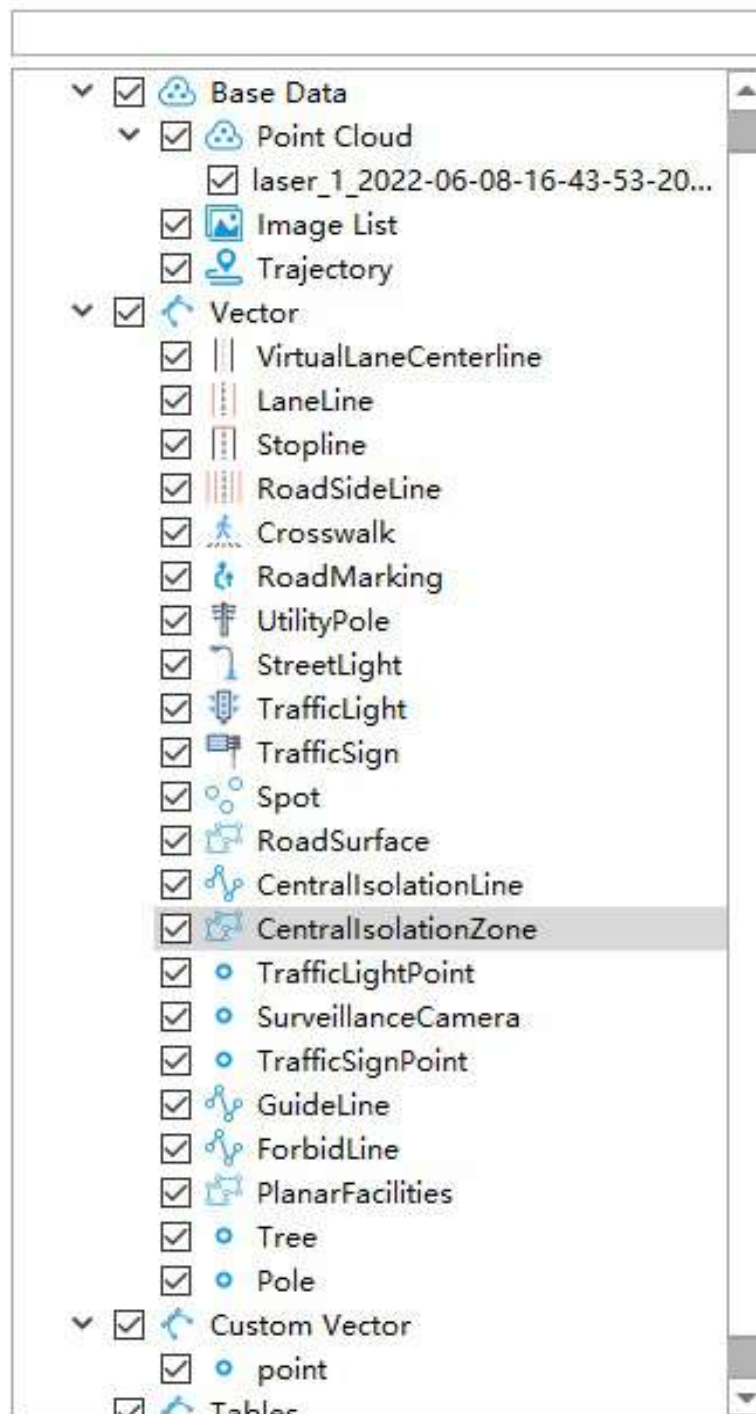 Base Data
Point Cloud
laser_1_2022-06-08-16-43-53-20...
Image List
Trajectory
Vector
VirtualLaneCenterline
LaneLine
Stopline
RoadSideLine
Crosswalk
RoadMarking
UtilityPole
StreetLight
TrafficLight
TrafficSign
Spot
RoadSurface
CentralIsolationLine
CentralIsolationZone
TrafficLightPoint
SurveillanceCamera
TrafficSignPoint
GuideLine
ForbidLine
PlanarFacilities
Tree
Pole
Custom Vector
point
Tables